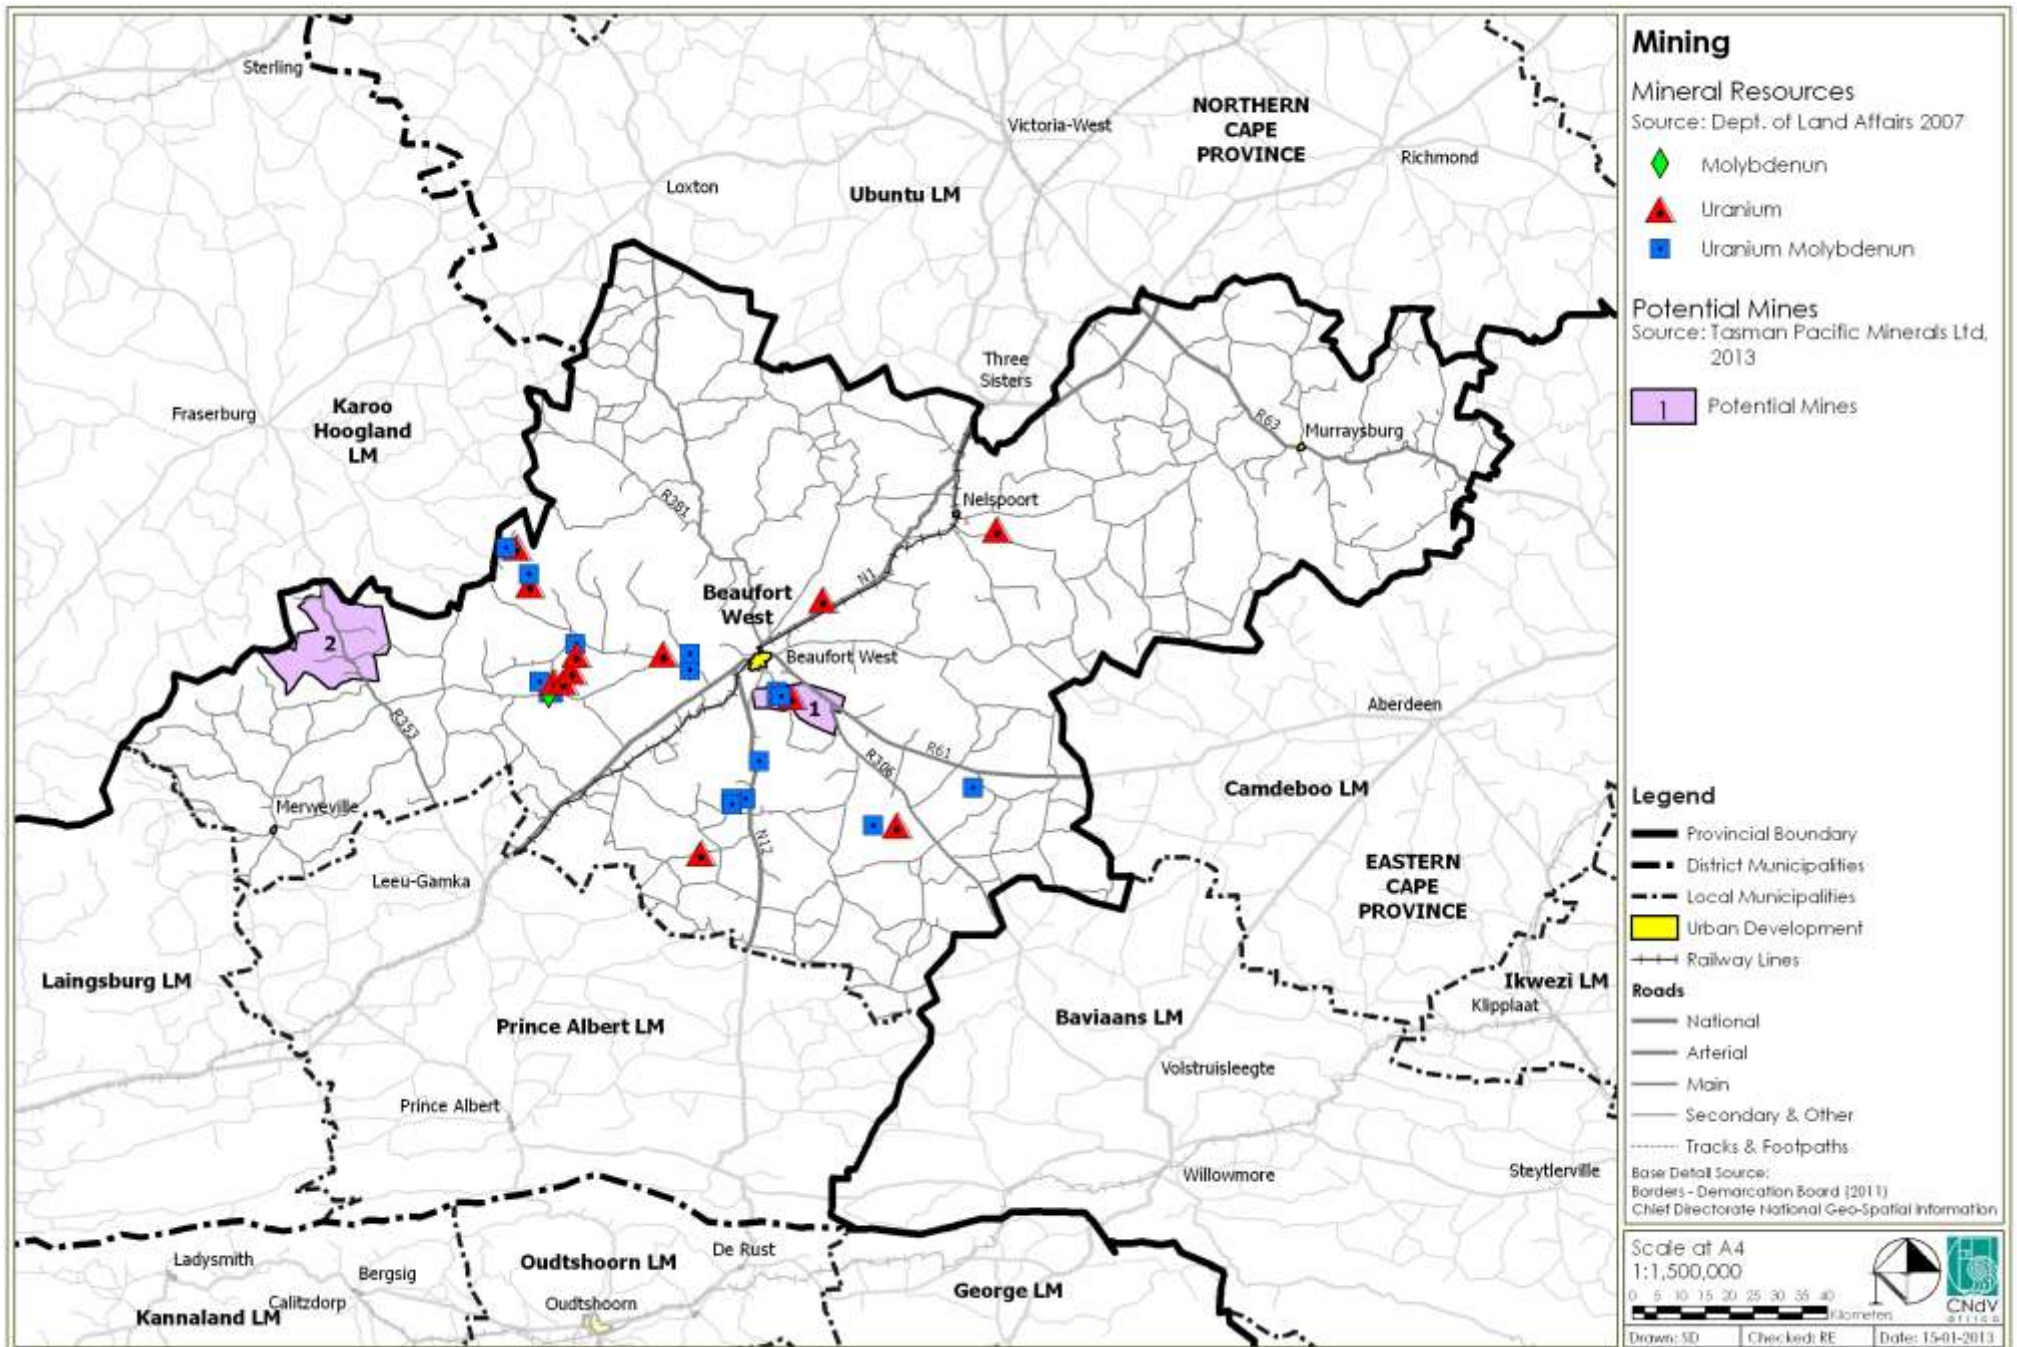 Sterling
Victoria-West
NORTHERN
CAPE
PROVINCE
Richmond
Loxton
Ubuntu LM
Three
Sisters
Fraserburg
Karoo
Hoogland
LM
R63
Murraysburg
R381
Nelspoort
N1
Beaufort
West
Beaufort West
2
1
R353
R61
R306
Aberdeen
Merweville
Camdeboo LM
N12
Leeu-Gamka
EASTERN
CAPE
PROVINCE
Laingsburg LM
Ikwezi LM
Klipplaat
Prince Albert LM
Baviaans LM
Volstruisleegte
Prince Albert
Willowmore
Steytlerville
Ladysmith
Bergsig
Oudtshoorn LM
De Rust
Calitzdorp
Oudtshoorn
George LM
Kannaland LM
Mining
Mineral Resources
Source: Dept. of Land Affairs 2007
Molybdenun
Uranium
Uranium Molybdenun
Potential Mines
Source: Tasman Pacific Minerals Ltd,
2013
1 Potential Mines
Legend
Provincial Boundary
District Municipalities
Local Municipalities
Urban Development
Railway Lines
Roads
National
Arterial
Main
Secondary & Other
Tracks & Footpaths
Base Detail Source:
Borders - Demarcation Board (2011)
Chief Directorate National Geo-Spatial Information
Scale at A4
1:1,500,000
0 5 10 15 20 25 30 35 40
Kilometers
CNdV
africa
Drawn: SD Checked: RE Date: 15-01-2013